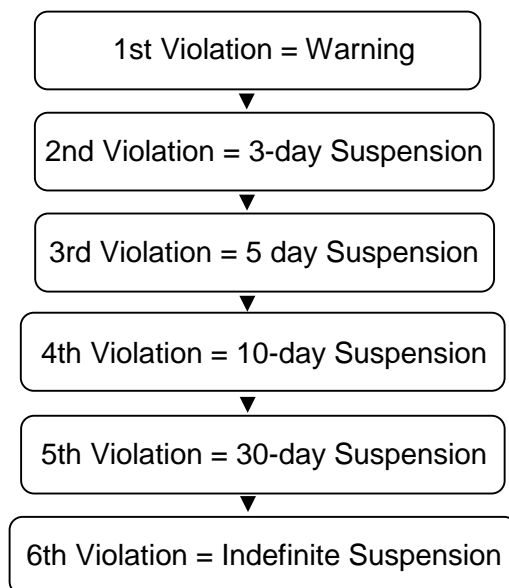 1st Violation = Warning
2nd Violation = 3-day Suspension
3rd Violation = 5 day Suspension
4th Violation = 10-day Suspension
5th Violation = 30-day Suspension
6th Violation = Indefinite Suspension